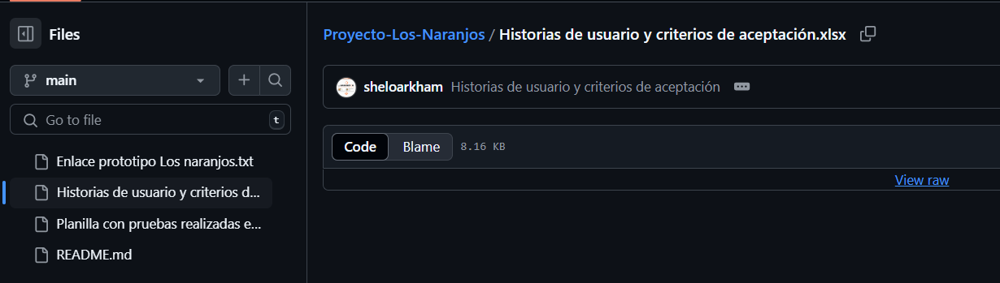 Files
main
Go to file
t
Enlace prototipo Los naranjos.txt
Historias de usuario y criterios d...
Planilla con pruebas realizadas e...
README.md
Proyecto-Los-Naranjos / Historias de usuario y criterios de aceptación.xlsx
sheloarkham Historias de usuario y criterios de aceptación
Code Blame 8.16 KB
View raw